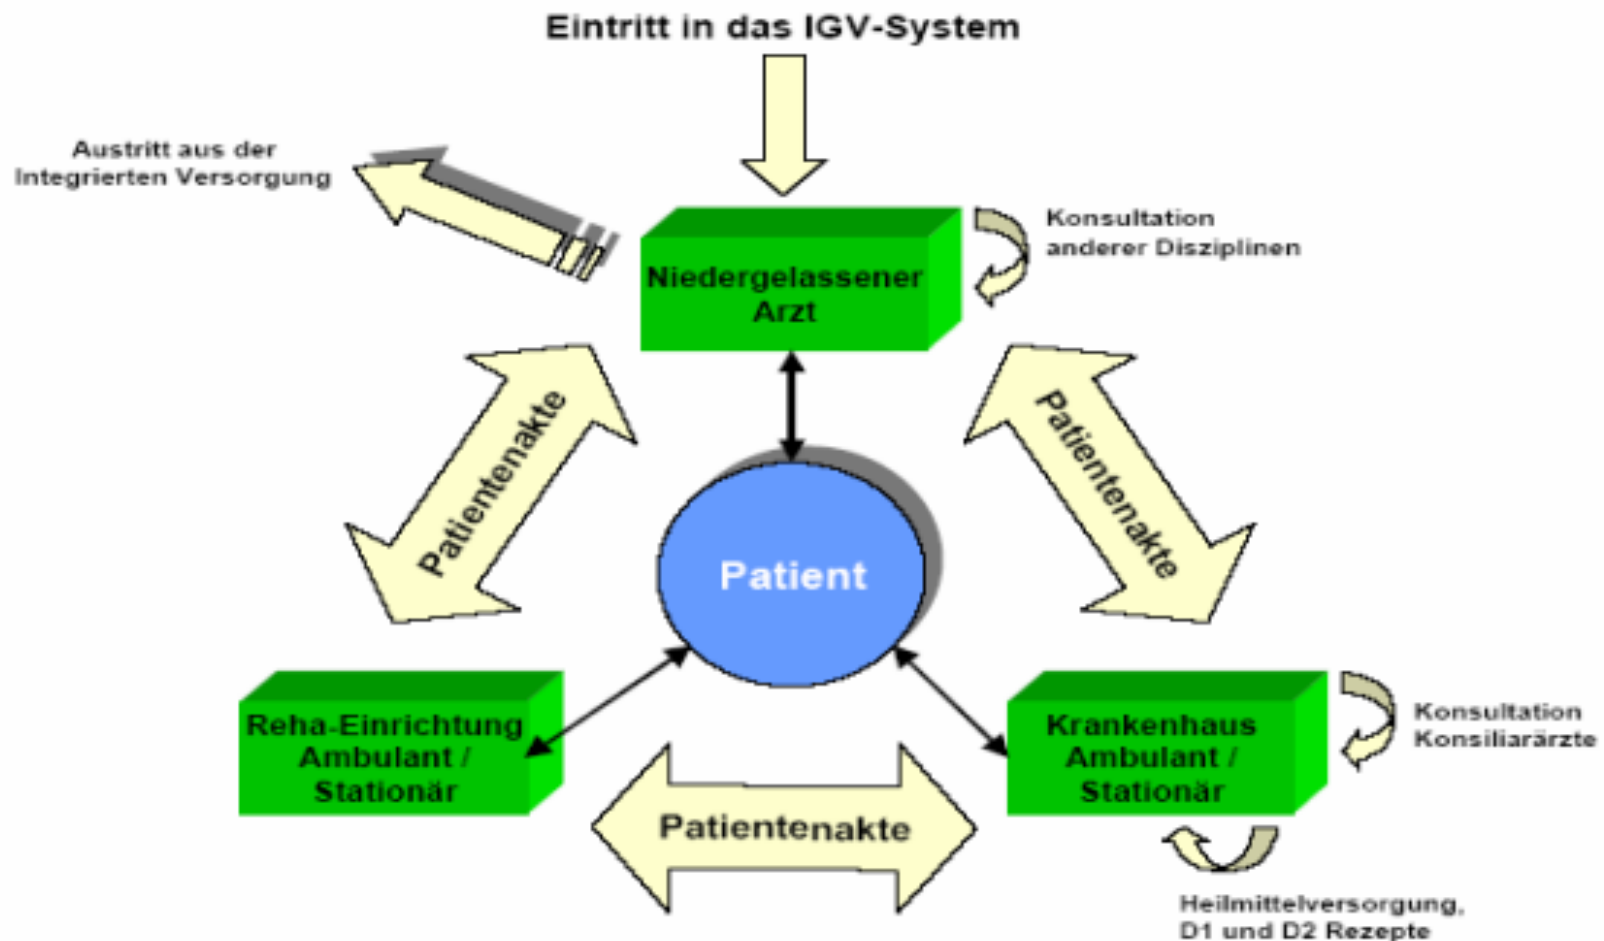 Eintritt in das IGV-System
Austritt aus der
Integrierten Versorgung
Konsultation
anderer Disziplinen
Niedergelassener
Arzt
Patientenakte
Patientenakte
Patient
Reha-Einrichtung
Ambulant /
Stationär
Krankenhaus
Ambulant /
Stationär
Konsultation
Konsiliarärzte
Patientenakte
Heilmittelversorgung,
D1 und D2 Rezepte